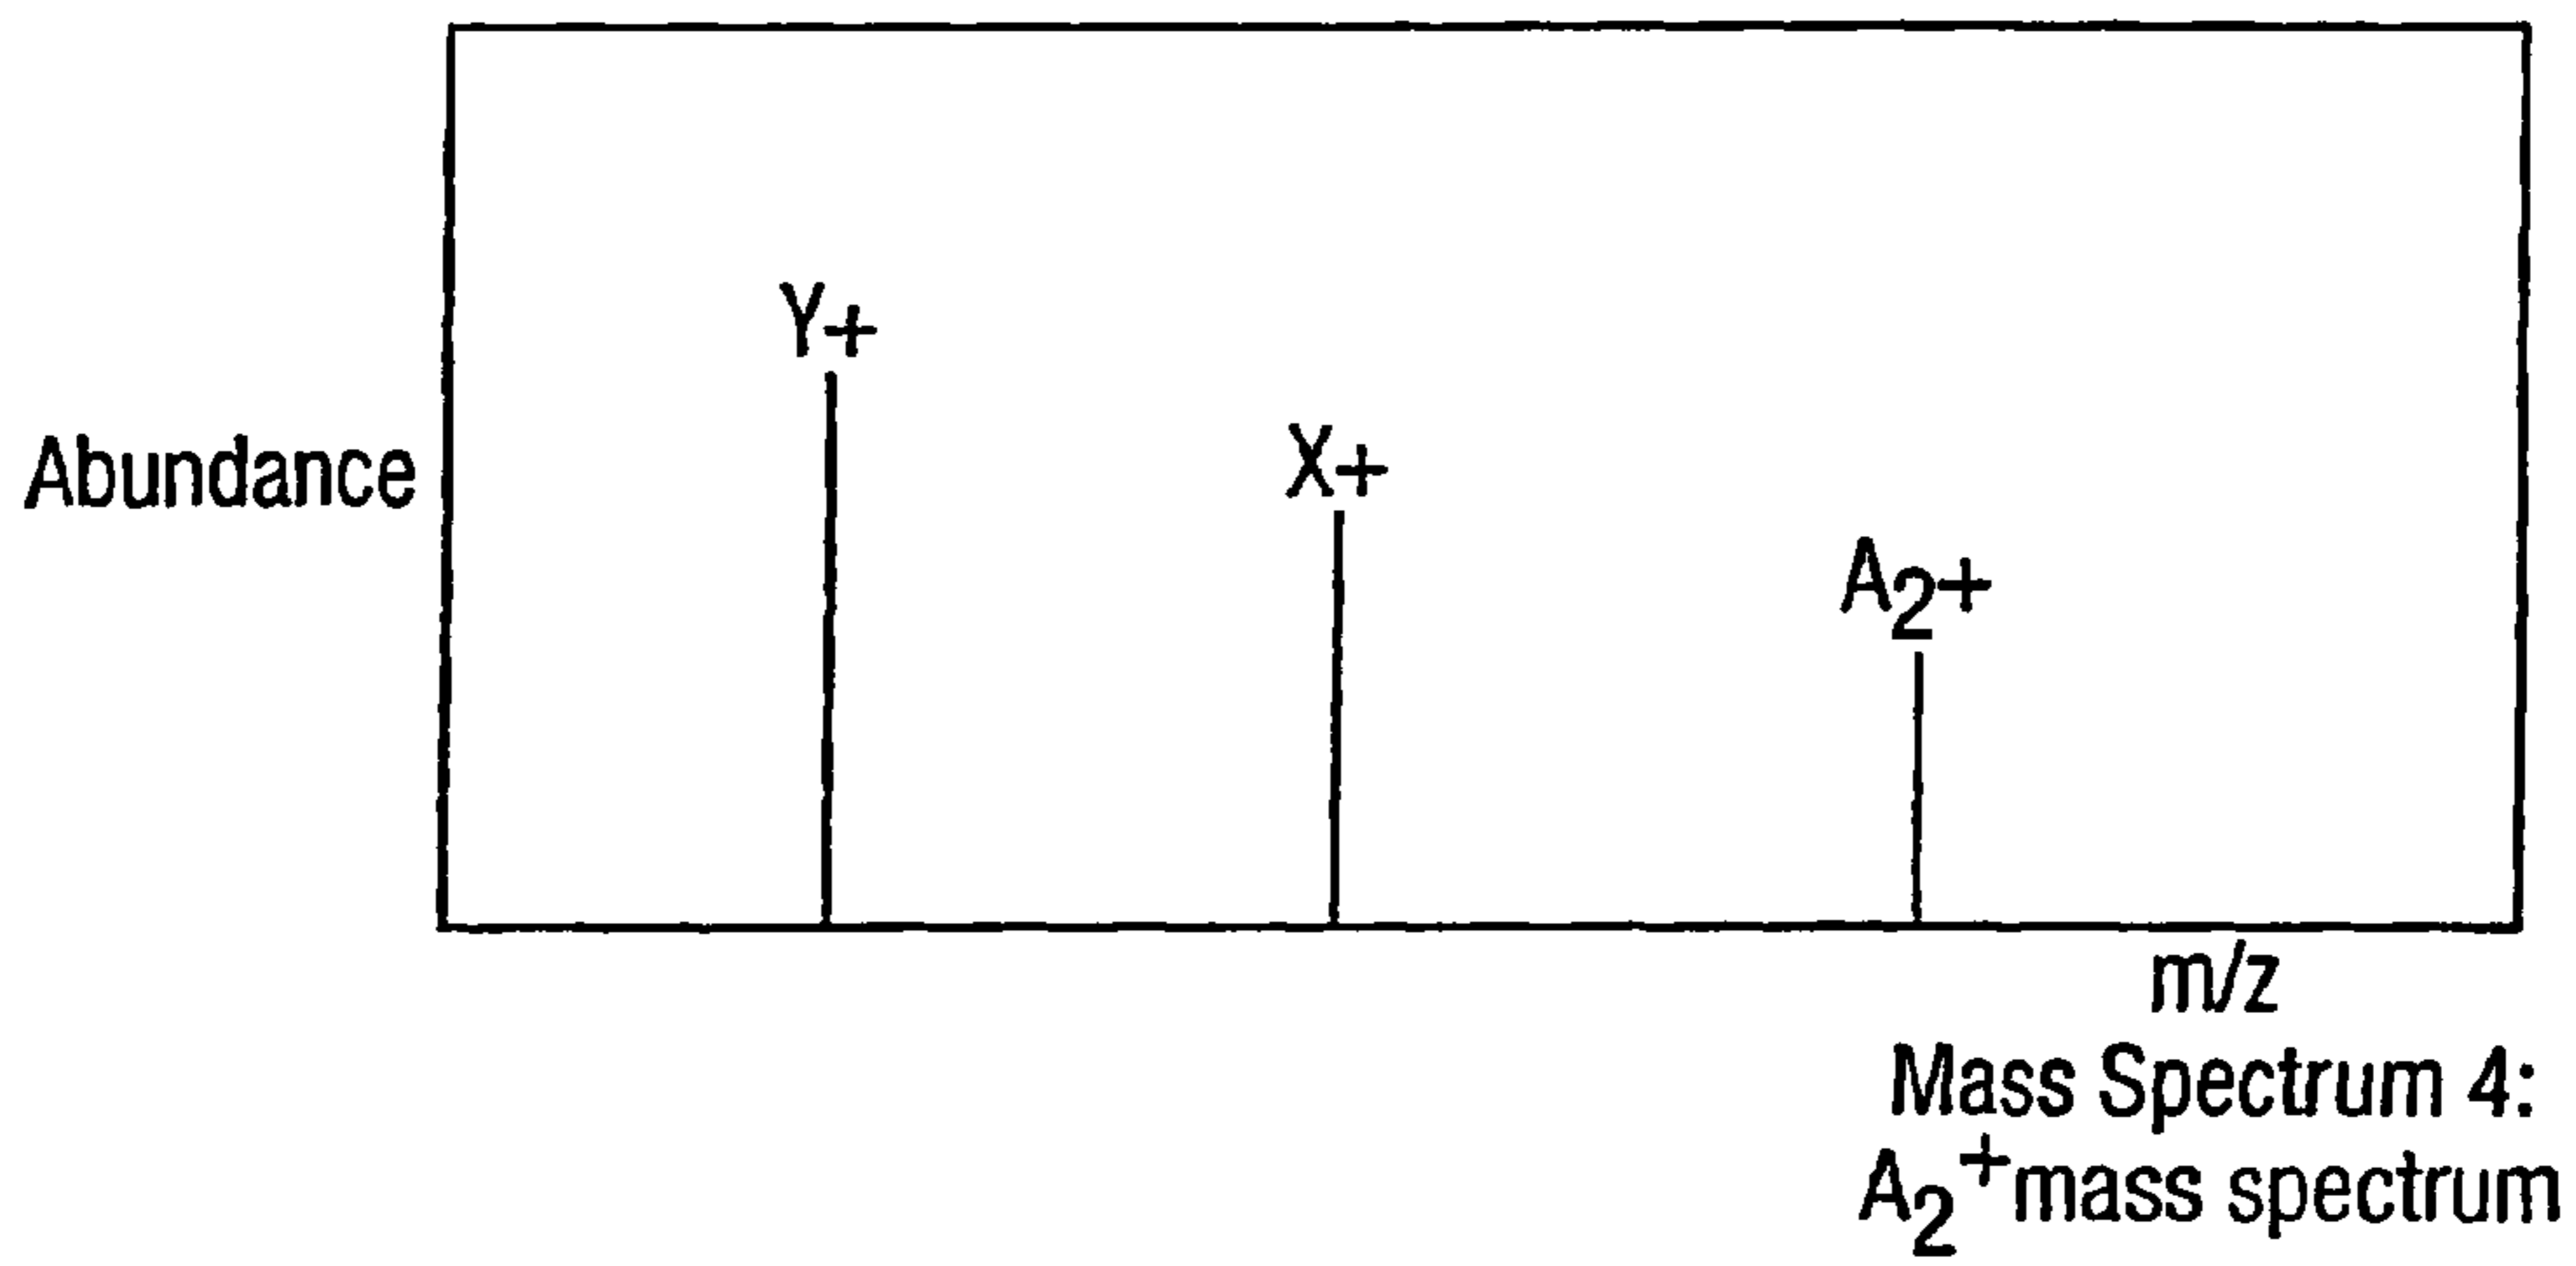 Y+
X+
Abundance
A2+
m/z
Mass Spectrum 4:
A2+mass spectrum